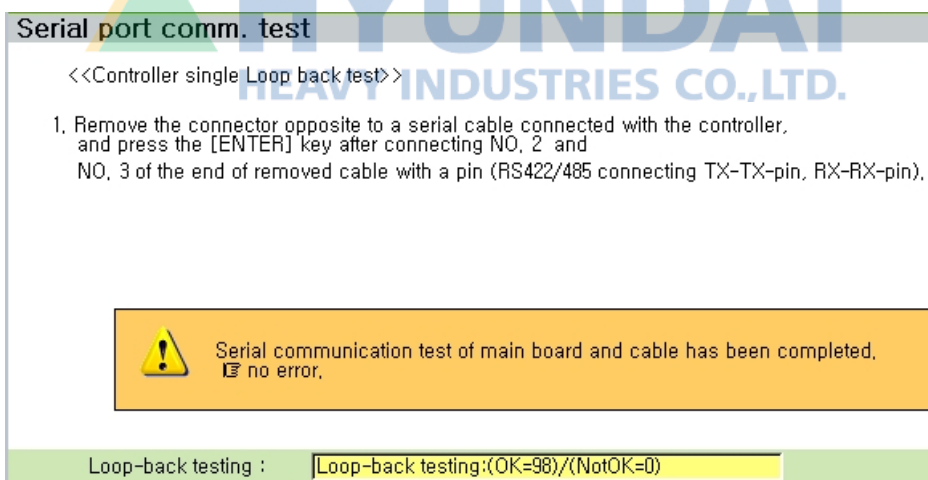 HYUNDAI
Serial port comm. test
<<Controller single Loop back test>>
HEAVY INDUSTRIES CO.,LTD.
1. Remove the connector opposite to a serial cable connected with the controller,
and press the [ENTER] key after connecting NO. 2 and
NO. 3 of the end of removed cable with a pin (RS422/485 connecting TX-TX-pin, RX-RX-pin).
Serial communication test of main board and cable has been completed.
☞ no error.
Loop-back testing : Loop-back testing:(OK=98)/(NotOK=0)